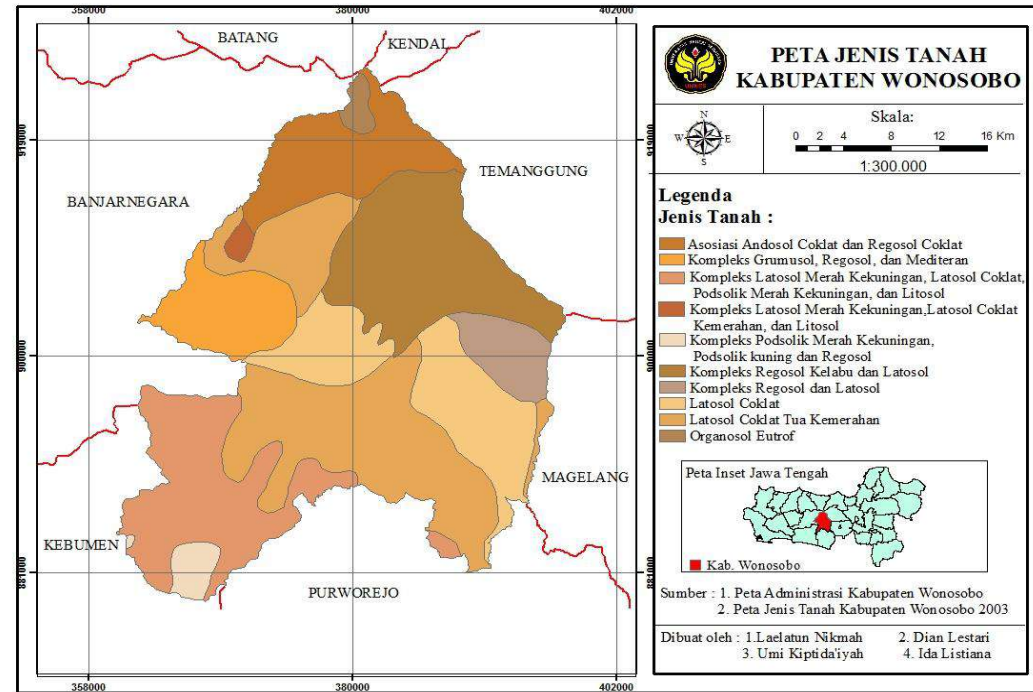 358000
380000
402000
BATANG
KENDAL
919000
919000
TEMANGGUNG
BANJARNEGARA
900000
900000
MAGELANG
KEBUMEN
881000
881000
PURWOREJO
358000
380000
402000
PETA JENIS TANAH
KABUPATEN WONOSOBO
N
W
E
S
Skala:
0 2 4 8 12 16 Km
1:300.000
Legenda
Jenis Tanah :
Asosiasi Andosol Coklat dan Regosol Coklat
Kompleks Grumusol, Regosol, dan Mediteran
Kompleks Latosol Merah Kekuningan, Latosol Coklat,
Podsolik Merah Kekuningan, dan Litosol
Kompleks Latosol Merah Kekuningan,Latosol Coklat
Kemerahan, dan Litosol
Kompleks Podsolik Merah Kekuningan,
Podsolik kuning dan Regosol
Kompleks Regosol Kelabu dan Latosol
Kompleks Regosol dan Latosol
Latosol Coklat
Latosol Coklat Tua Kemerahan
Organosol Eutrof
Peta Inset Jawa Tengah
Kab. Wonosobo
Sumber : 1. Peta Administrasi Kabupaten Wonosobo
2. Peta Jenis Tanah Kabupaten Wonosobo 2003
Dibuat oleh : 1.Laelatun Nikmah 2. Dian Lestari
3. Umi Kiptida'iyah 4. Ida Listiana